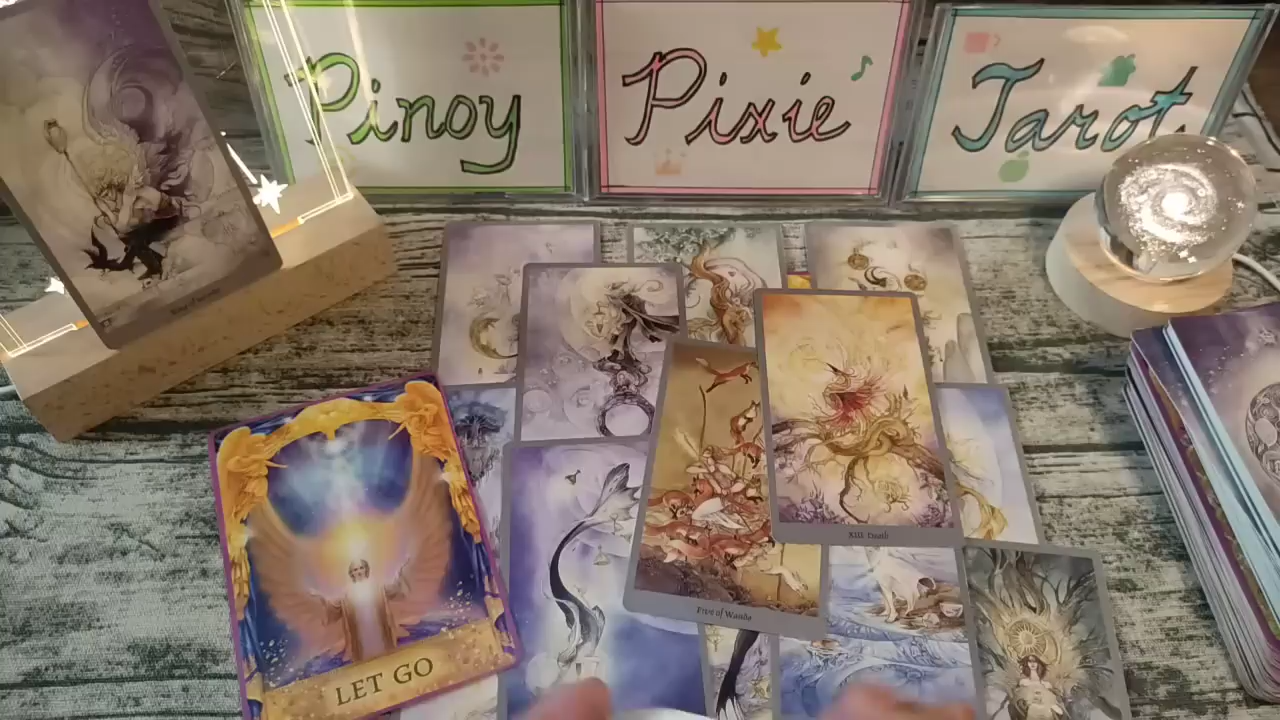 Pinoy
Pixie
Tarot
XIII Death
Five of Wands
LET GO